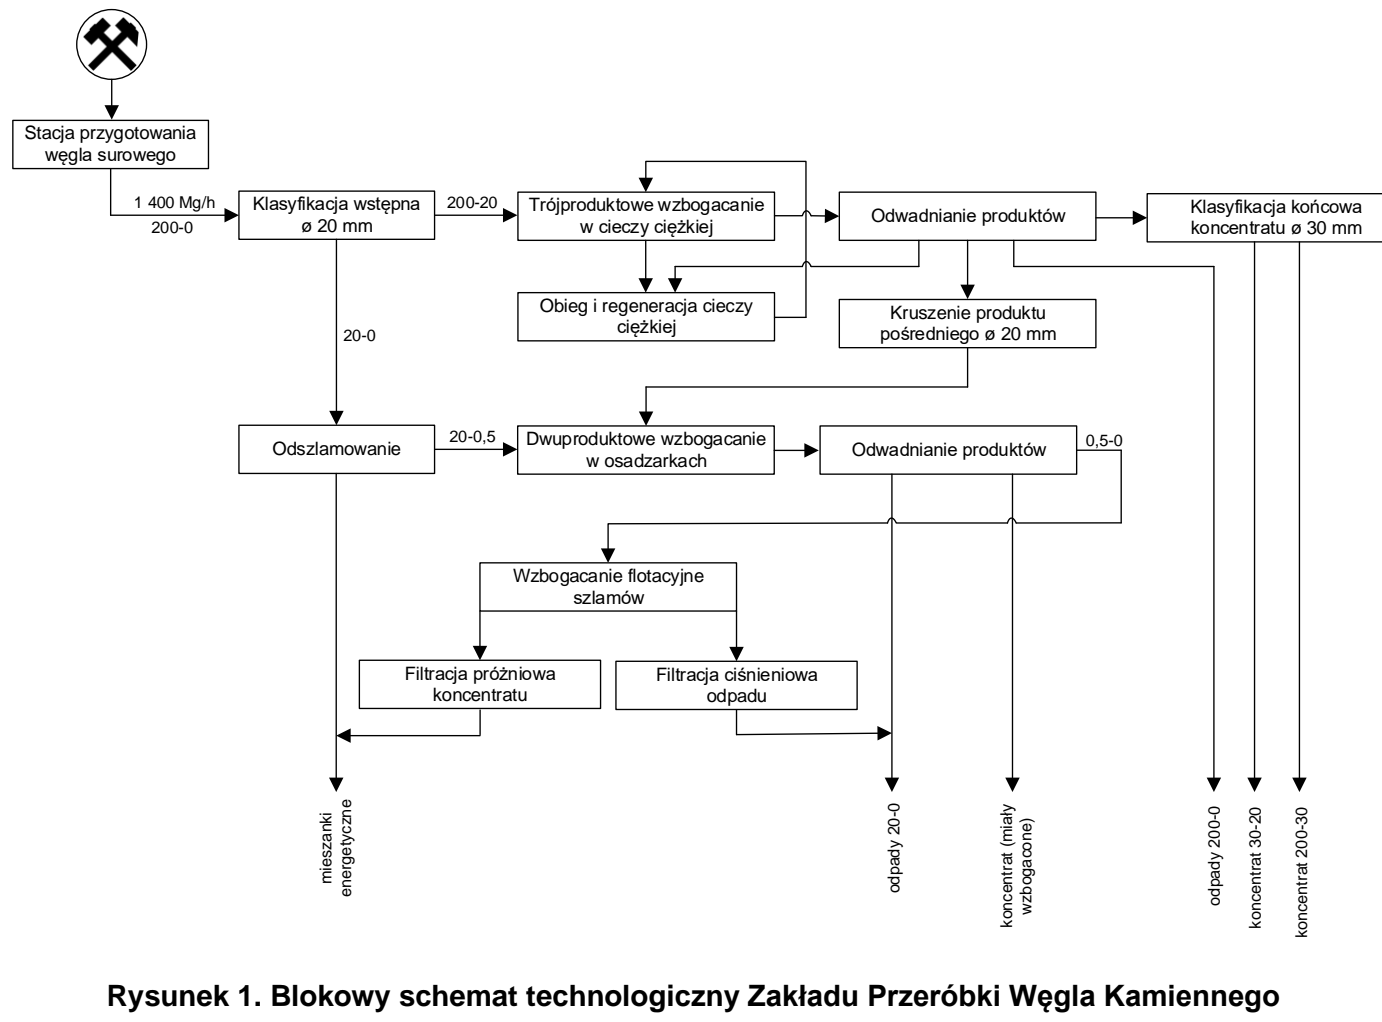 Stacja przygotowania
węgla surowego
1 400 Mg/h
200-0
Klasyfikacja wstępna
ø 20 mm
200-20
Trójproduktowe wzbogacanie
w cieczy ciężkiej
Odwadnianie produktów
Klasyfikacja końcowa
koncentratu ø 30 mm
Obieg i regeneracja cieczy
ciężkiej
Kruszenie produktu
pośredniego ø 20 mm
20-0
Odszlamowanie
20-0,5
Dwuproduktowe wzbogacanie
w osadzarkach
Odwadnianie produktów
0,5-0
Wzbogacanie flotacyjne
szlamów
Filtracja próżniowa
koncentratu
Filtracja ciśnieniowa
odpadu
mieszanki
energetyczne
odpady 20-0
koncentrat (miały
wzbogacone)
odpady 200-0
koncentrat 30-20
koncentrat 200-30
Rysunek 1. Blokowy schemat technologiczny Zakładu Przeróbki Węgla Kamiennego